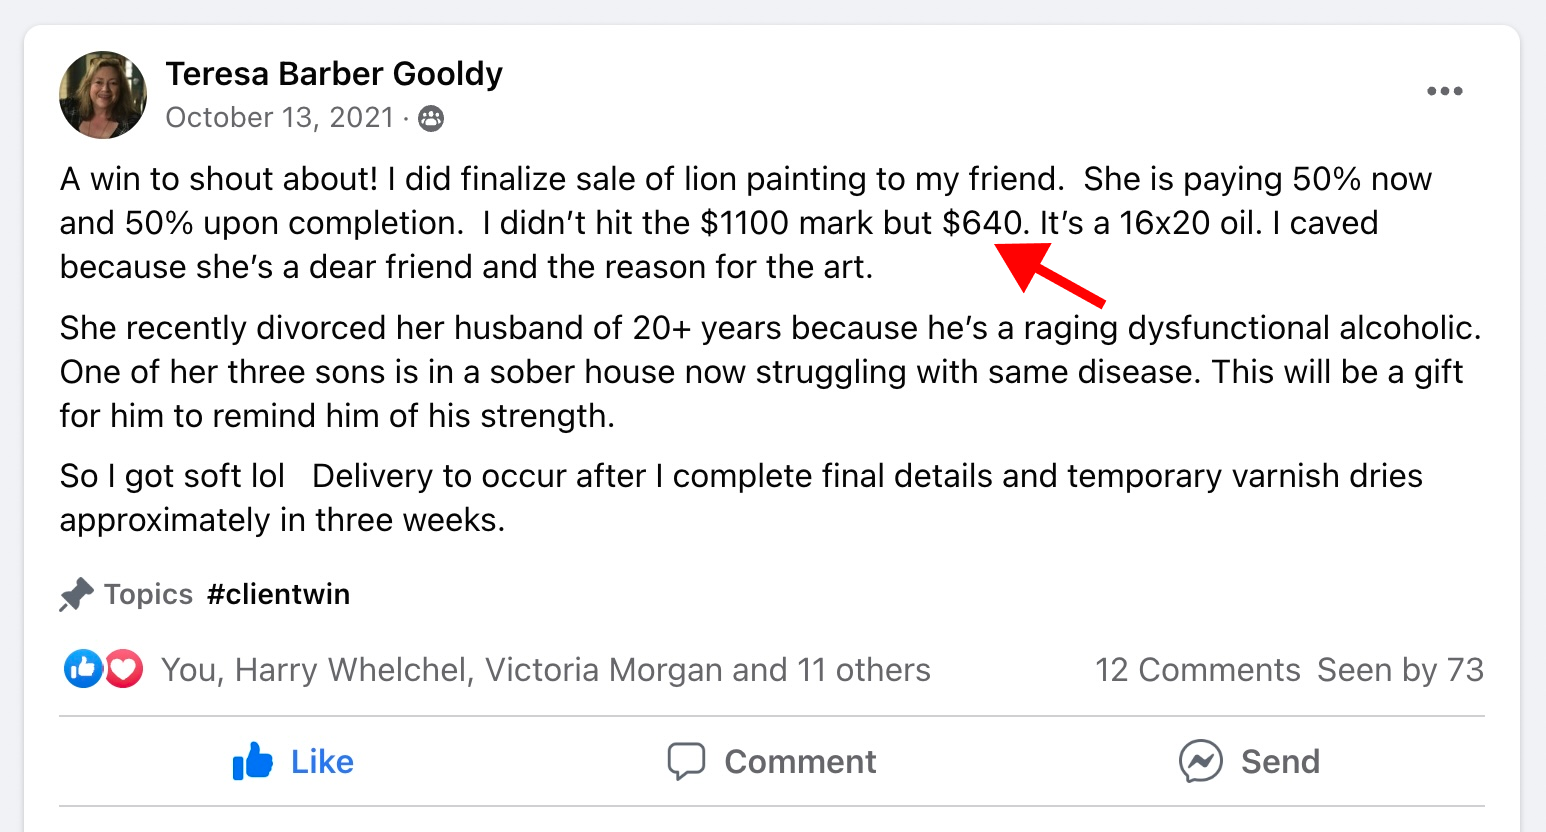 Teresa Barber Gooldy
October 13, 2021 ·
A win to shout about! I did finalize sale of lion painting to my friend.  She is paying 50% now
and 50% upon completion.  I didn’t hit the $1100 mark but $640. It’s a 16x20 oil. I caved
because she’s a dear friend and the reason for the art.
She recently divorced her husband of 20+ years because he’s a raging dysfunctional alcoholic.
One of her three sons is in a sober house now struggling with same disease. This will be a gift
for him to remind him of his strength.
So I got soft lol   Delivery to occur after I complete final details and temporary varnish dries
approximately in three weeks.
Topics #clientwin
You, Harry Whelchel, Victoria Morgan and 11 others 12 Comments Seen by 73
Like Comment Send